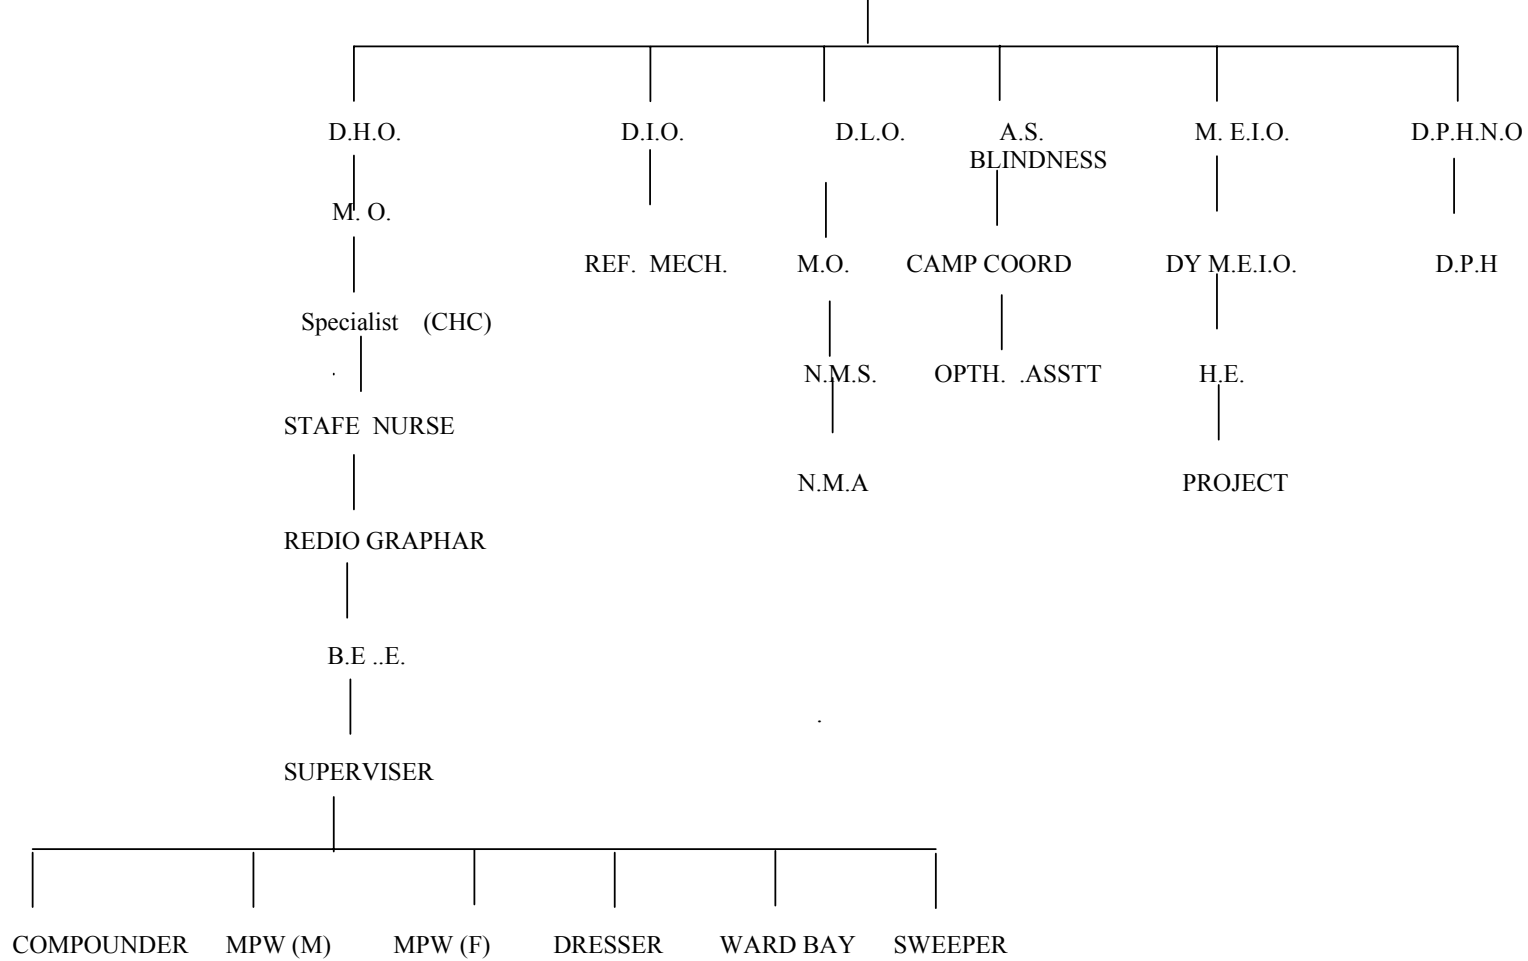 D.H.O. D.I.O. D.L.O. A.S. M. E.I.O. D.P.H.N.O
BLINDNESS
M. O.
REF. MECH. M.O. CAMP COORD DY M.E.I.O. D.P.H
Specialist (CHC)
N.M.S. OPTH. .ASSTT H.E.
STAFE NURSE
N.M.A PROJECT
REDIO GRAPHAR
B.E ..E.
SUPERVISER
COMPOUNDER MPW (M) MPW (F) DRESSER WARD BAY SWEEPER